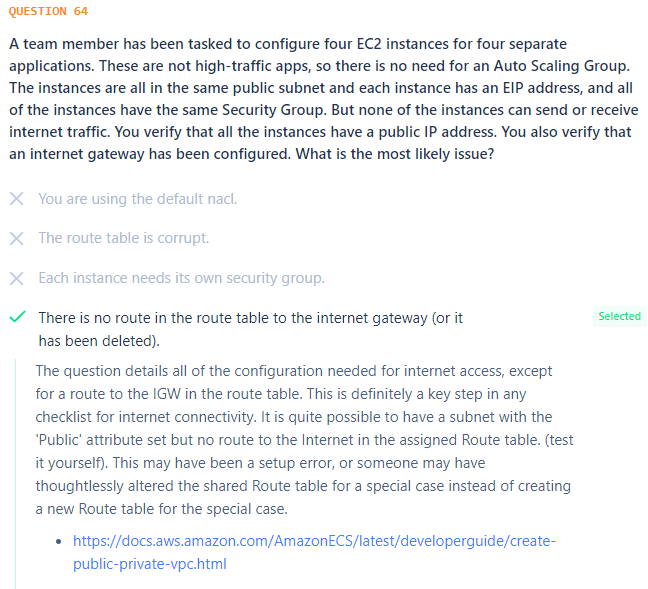 QUESTION 64
A team member has been tasked to configure four EC2 instances for four separate
applications. These are not high-traffic apps, so there is no need for an Auto Scaling Group.
The instances are all in the same public subnet and each instance has an EIP address, and all
of the instances have the same Security Group. But none of the instances can send or receive
internet traffic. You verify that all the instances have a public IP address. You also verify that
an internet gateway has been configured. What is the most likely issue?
You are using the default nacl.
The route table is corrupt.
Each instance needs its own security group.
There is no route in the route table to the internet gateway (or it
has been deleted).
Selected
The question details all of the configuration needed for internet access, except
for a route to the IGW in the route table. This is definitely a key step in any
checklist for internet connectivity. It is quite possible to have a subnet with the
'Public' attribute set but no route to the Internet in the assigned Route table. (test
it yourself). This may have been a setup error, or someone may have
thoughtlessly altered the shared Route table for a special case instead of creating
a new Route table for the special case.
• https://docs.aws.amazon.com/AmazonECS/latest/developerguide/create-
public-private-vpc.html